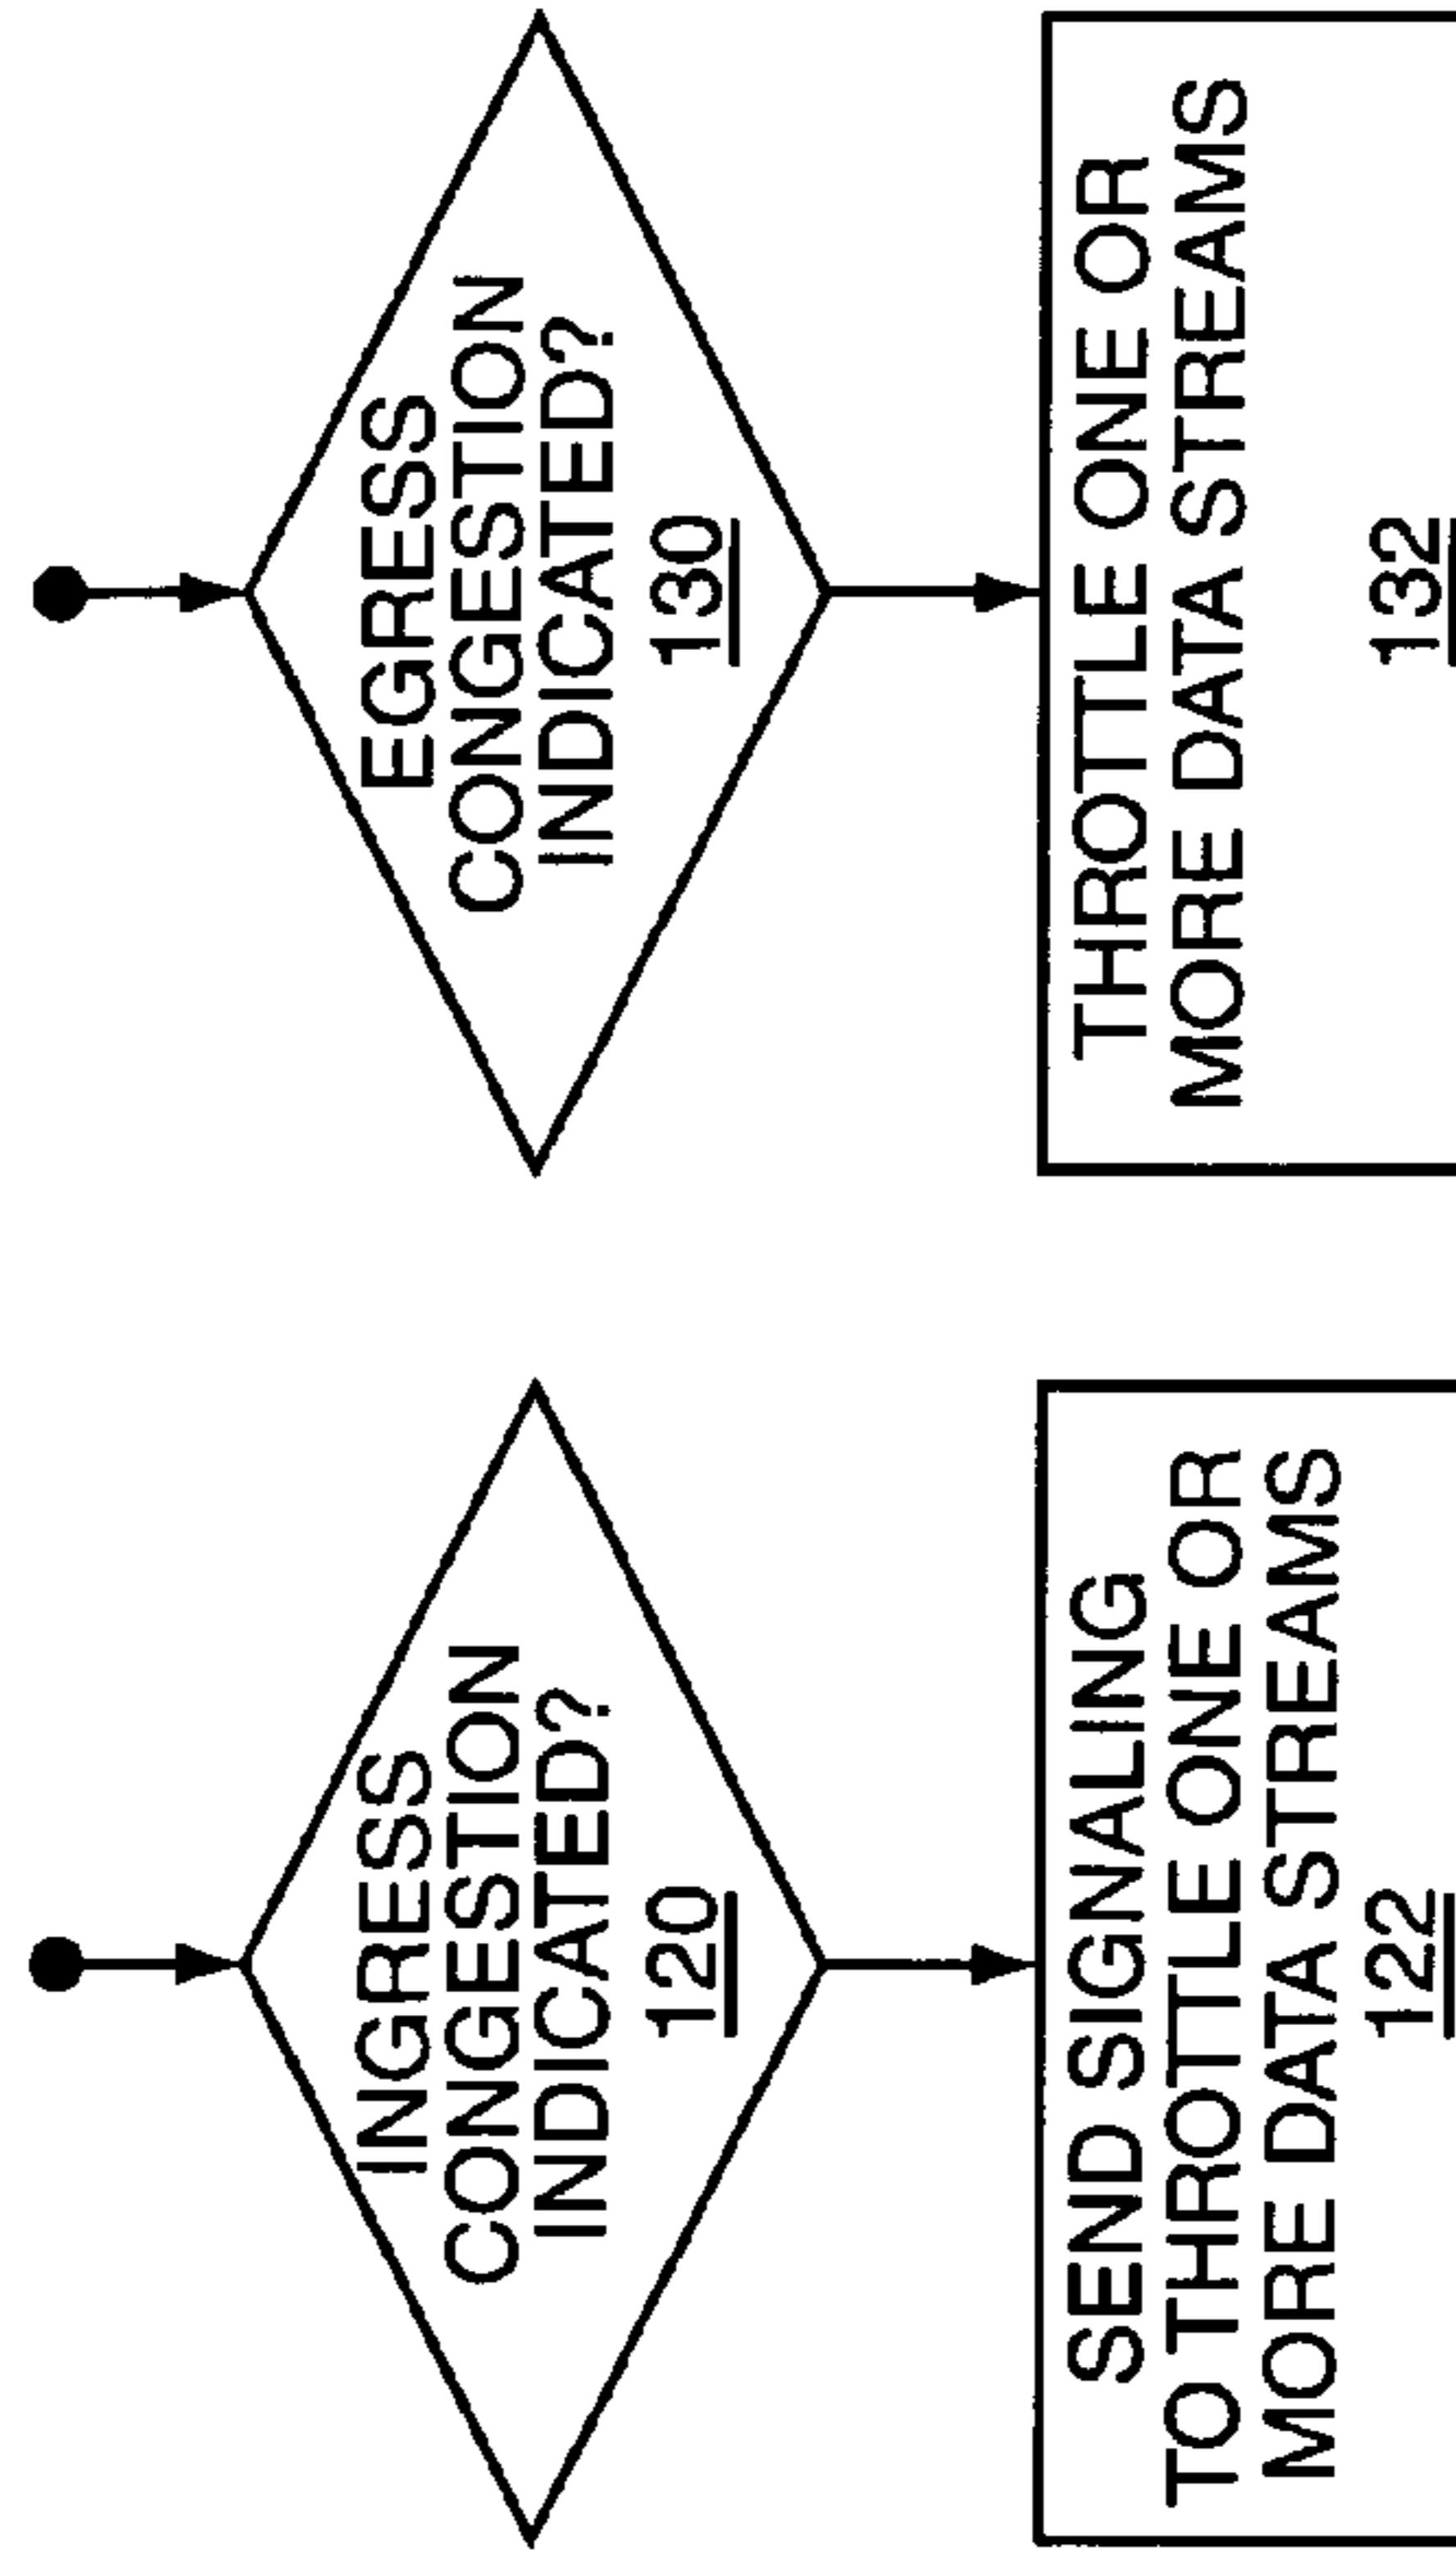 INGRESS
CONGESTION
INDICATED?
120
SEND SIGNALING
TO THROTTLE ONE OR
MORE DATA STREAMS
122
EGRESS
CONGESTION
INDICATED?
130
THROTTLE ONE OR
MORE DATA STREAMS
132